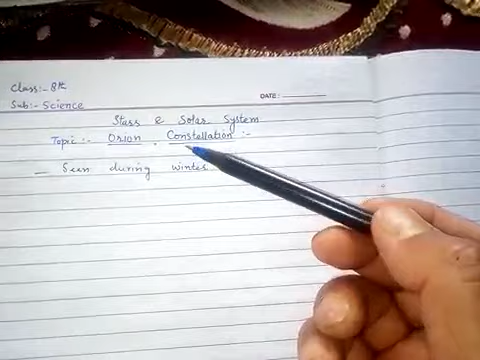 Class:- 8th
Sub:- Science
DATE:
Stars & Solar System
Topic :- Orion Constellation :-
— Seen during winter